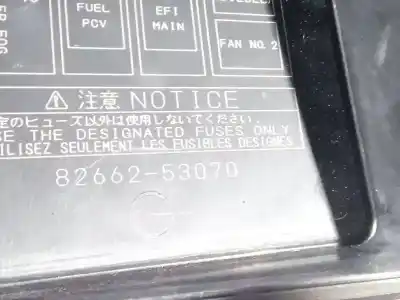 FUEL
PCV
EFI
MAIN
FAN NO.2
⚠ 注意 NOTICE
定のヒューズ以外は使用しないでください.
THE DESIGNATED FUSES ONLY
SEULEMENT LES FUSIBLES DESIGNES
82662-53070